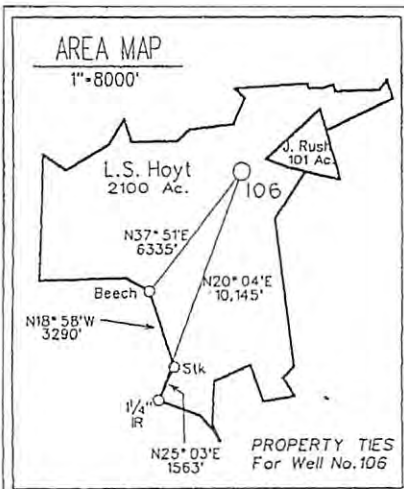 AREA MAP
1"=8000'
L.S. Hoyt
2100 Ac.
J. Rush
101 Ac.
106
N37°51'E
6335'
N20°04'E
10,145'
Beech
N18°58'W
3290'
Stk
1¼"
IR
N25°03'E
1563'
PROPERTY TIES
For Well No.106